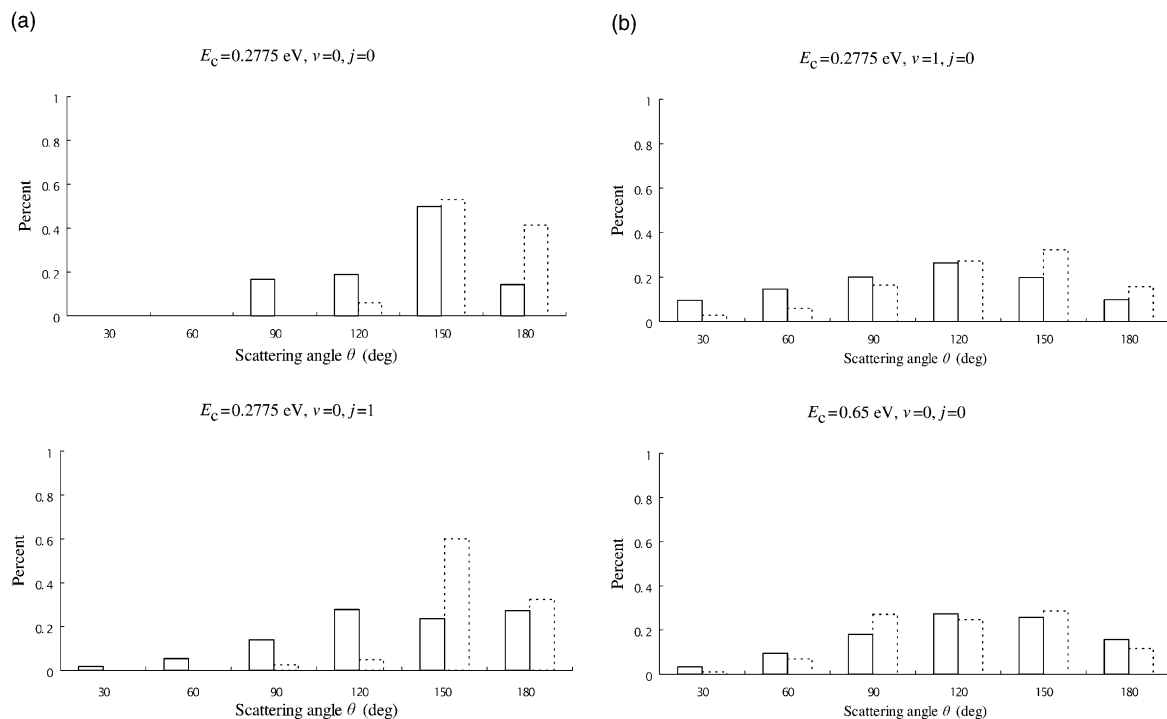 (a)
E_c=0.2775 eV, v=0, j=0
Percent
1
0.8
0.6
0.4
0.2
0
30 60 90 120 150 180
Scattering angle θ (deg)
E_c=0.2775 eV, v=0, j=1
Percent
1
0.8
0.6
0.4
0.2
0
30 60 90 120 150 180
Scattering angle θ (deg)
(b)
E_c=0.2775 eV, v=1, j=0
Percent
1
0.8
0.6
0.4
0.2
0
30 60 90 120 150 180
Scattering angle θ (deg)
E_c=0.65 eV, v=0, j=0
Percent
1
0.8
0.6
0.4
0.2
0
30 60 90 120 150 180
Scattering angle θ (deg)